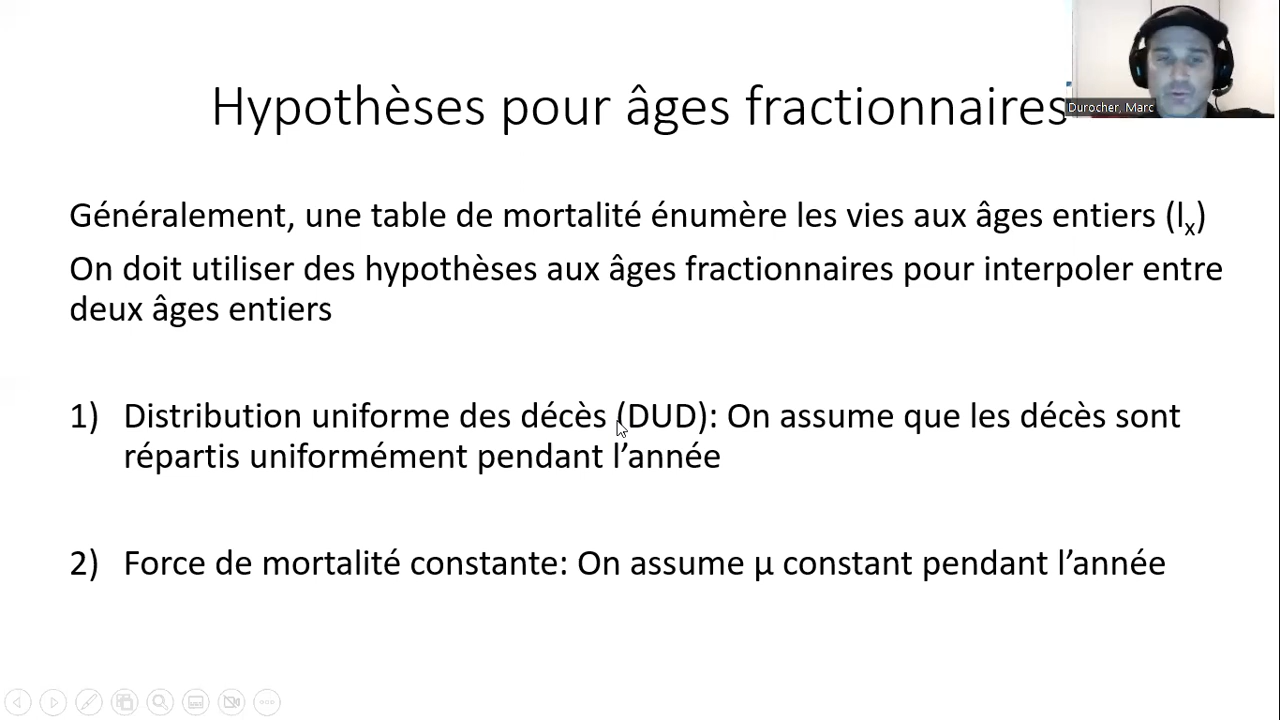 Hypothèses pour âges fractionnaires
Durocher, Marc
Généralement, une table de mortalité énumère les vies aux âges entiers (lx)
On doit utiliser des hypothèses aux âges fractionnaires pour interpoler entre
deux âges entiers
1) Distribution uniforme des décès (DUD): On assume que les décès sont
répartis uniformément pendant l’année
2) Force de mortalité constante: On assume μ constant pendant l’année